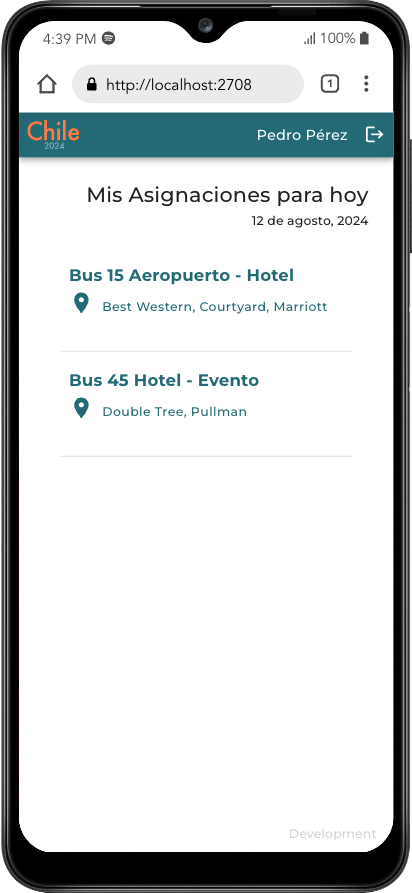 4:39 PM
100%
http://localhost:2708
1
Chile
2024
Pedro Pérez
Mis Asignaciones para hoy
12 de agosto, 2024
Bus 15 Aeropuerto - Hotel
Best Western, Courtyard, Marriott
Bus 45 Hotel - Evento
Double Tree, Pullman
Development